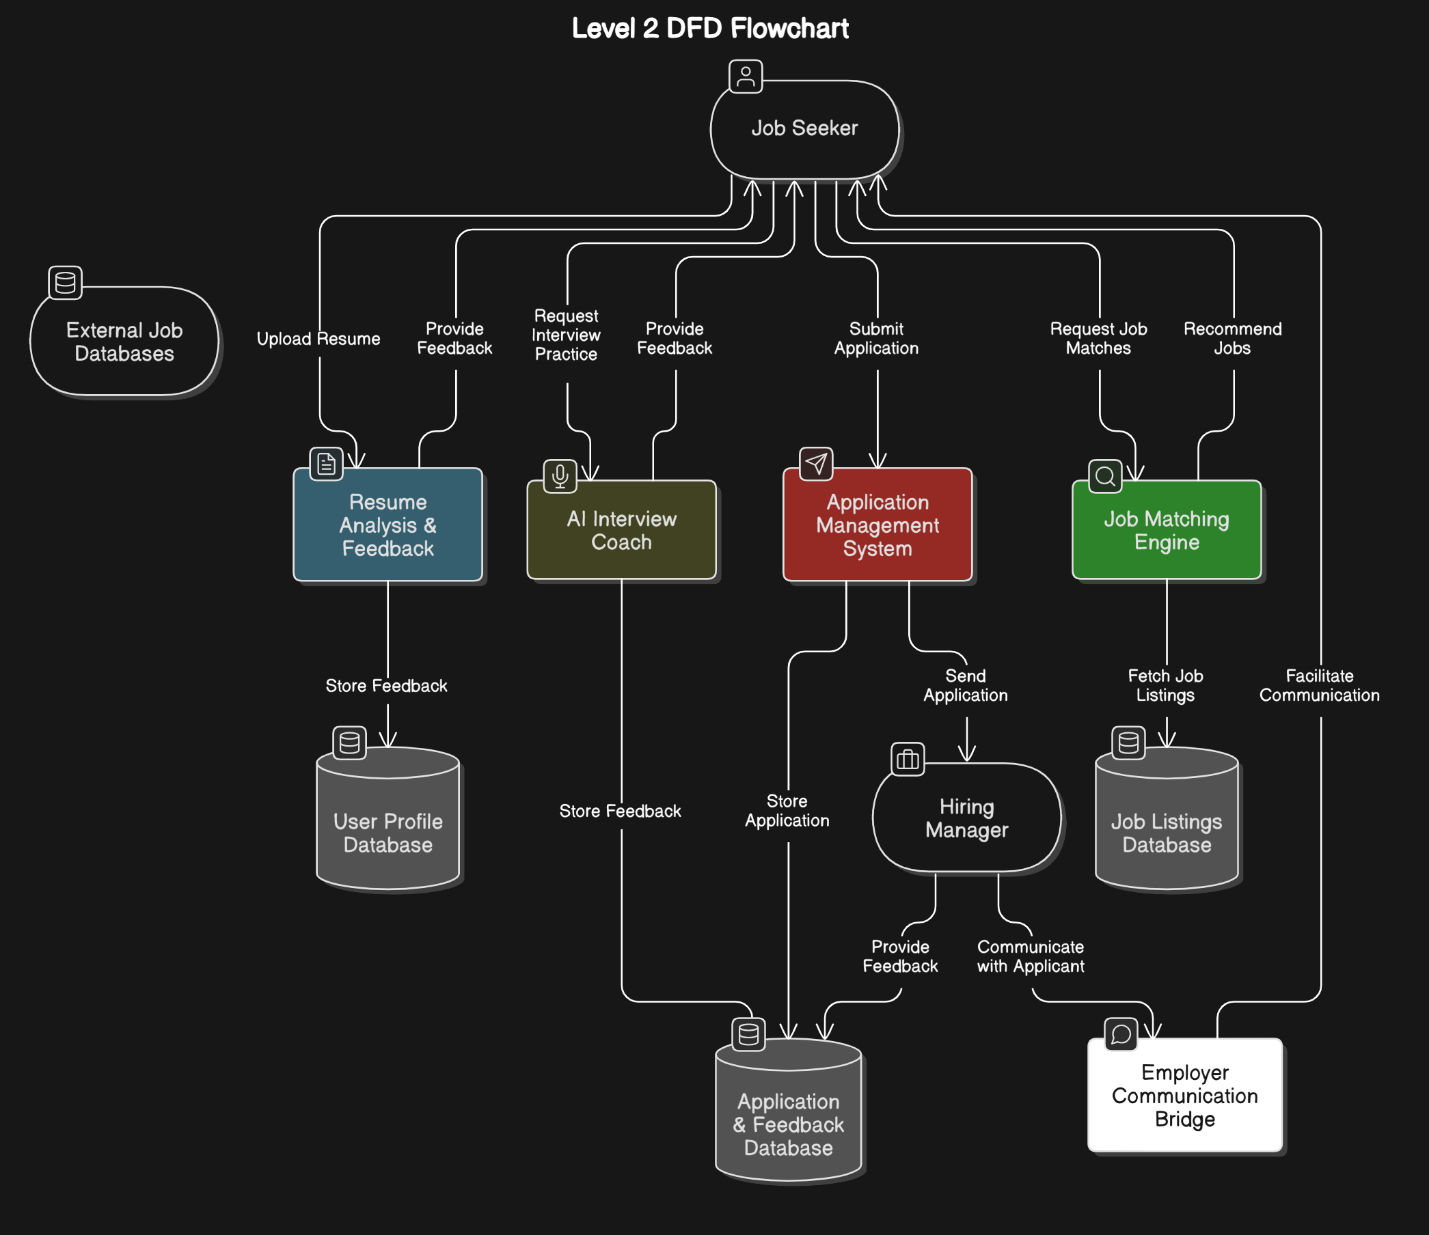 Level 2 DFD Flowchart
Job Seeker
External Job
Databases
Upload Resume
Provide
Feedback
Request
Interview
Practice
Provide
Feedback
Submit
Application
Request Job
Matches
Recommend
Jobs
Resume
Analysis &
Feedback
AI Interview
Coach
Application
Management
System
Job Matching
Engine
Store Feedback
Send
Application
Fetch Job
Listings
Facilitate
Communication
User Profile
Database
Store Feedback
Store
Application
Hiring
Manager
Job Listings
Database
Provide
Feedback
Communicate
with Applicant
Application
& Feedback
Database
Employer
Communication
Bridge